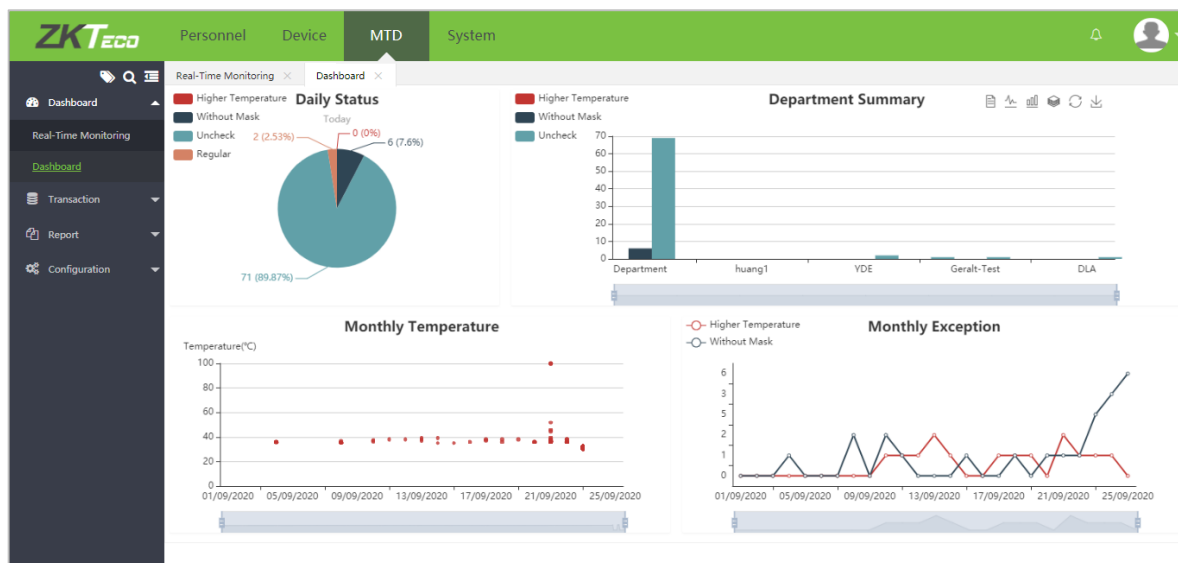 ZKTeco
Personnel
Device
MTD
System
Real-Time Monitoring
Dashboard
Dashboard
Real-Time Monitoring
Dashboard
Transaction
Report
Configuration
Higher Temperature
Without Mask
Uncheck
Regular
Daily Status
Today
0 (0%)
2 (2.53%)
6 (7.6%)
71 (89.87%)
Higher Temperature
Without Mask
Uncheck
Department Summary
70
60
50
40
30
20
10
0
Department
huang1
YDE
Geralt-Test
DLA
Monthly Temperature
Temperature(°C)
100
80
60
40
20
0
01/09/2020
05/09/2020
09/09/2020
13/09/2020
17/09/2020
21/09/2020
25/09/2020
Higher Temperature
Without Mask
Monthly Exception
6
3
5
2
1
0
01/09/2020
05/09/2020
09/09/2020
13/09/2020
17/09/2020
21/09/2020
25/09/2020